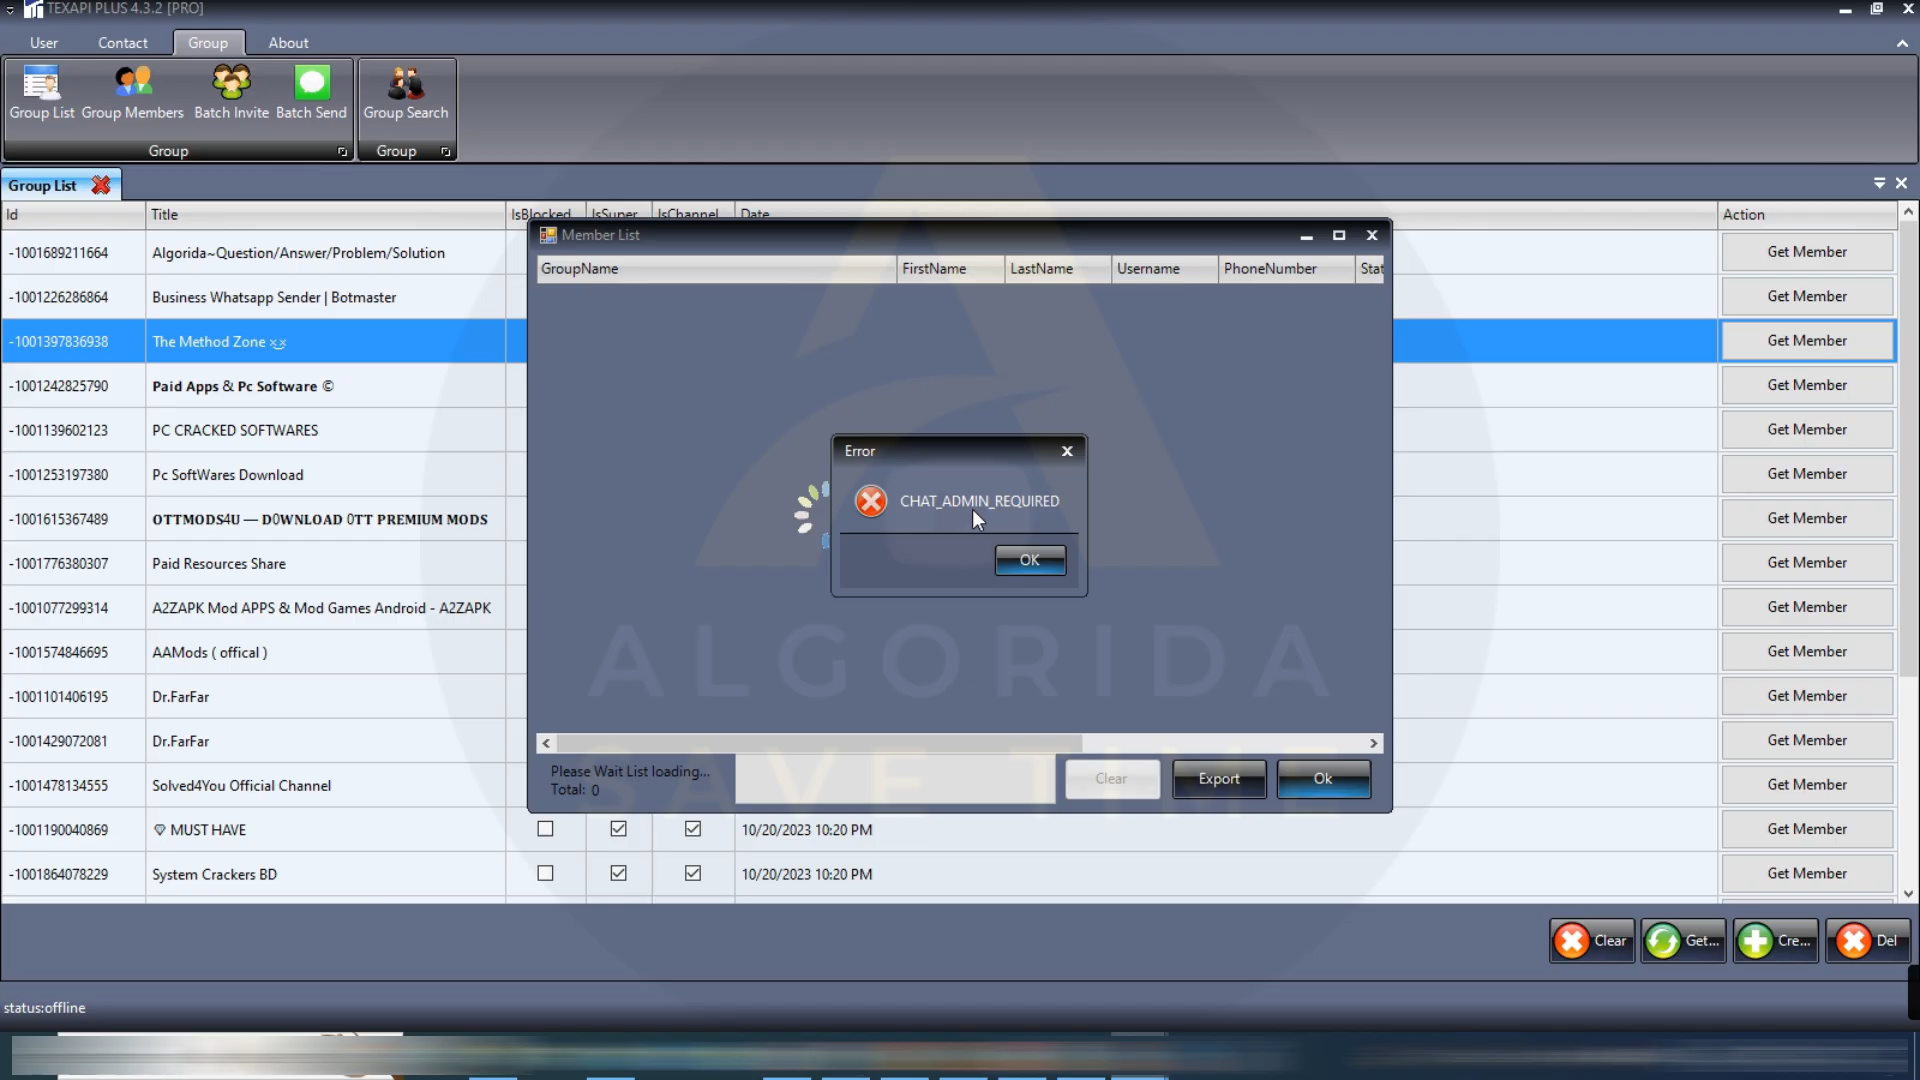 TEXAPI PLUS 4.3.2 [PRO]
User Contact Group About
Group List Group Members Batch Invite Batch Send Group Search
Group Group
Group List
Id Title IsBlocked IsSuper IsChannel Date Action
-1001689211664 Algorida~Question/Answer/Problem/Solution Get Member
-1001226286864 Business Whatsapp Sender | Botmaster Get Member
-1001397836938 The Method Zone x_x Get Member
-1001242825790 Paid Apps & Pc Software © Get Member
-1001139602123 PC CRACKED SOFTWARES Get Member
-1001253197380 Pc SoftWares Download Get Member
-1001615367489 OTTMODS4U — D0WNLOAD 0TT PREMIUM MODS Get Member
-1001776380307 Paid Resources Share Get Member
-1001077299314 A2ZAPK Mod APPS & Mod Games Android - A2ZAPK Get Member
-1001574846695 AAMods ( offical ) Get Member
-1001101406195 Dr.FarFar Get Member
-1001429072081 Dr.FarFar Get Member
-1001478134555 Solved4You Official Channel Get Member
-1001190040869 MUST HAVE 10/20/2023 10:20 PM Get Member
-1001864078229 System Crackers BD 10/20/2023 10:20 PM Get Member
Member List
GroupName FirstName LastName Username PhoneNumber Stat
Error
CHAT_ADMIN_REQUIRED
OK
ALGORIDA
SAVE TIME
Please Wait List loading...
Total: 0
Clear Export Ok
Clear Get... Cre... Del
status:offline